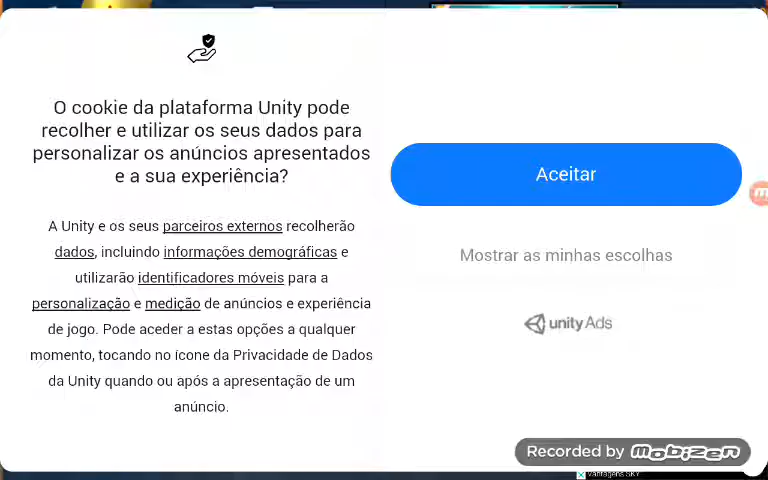 O cookie da plataforma Unity pode
recolher e utilizar os seus dados para
personalizar os anúncios apresentados
e a sua experiência?
A Unity e os seus parceiros externos recolherão
dados, incluindo informações demográficas e
utilizarão identificadores móveis para a
personalização e medição de anúncios e experiência
de jogo. Pode aceder a estas opções a qualquer
momento, tocando no ícone da Privacidade de Dados
da Unity quando ou após a apresentação de um
anúncio.
Aceitar
Mostrar as minhas escolhas
unityAds
Recorded by mobizen
Vantagens SKY